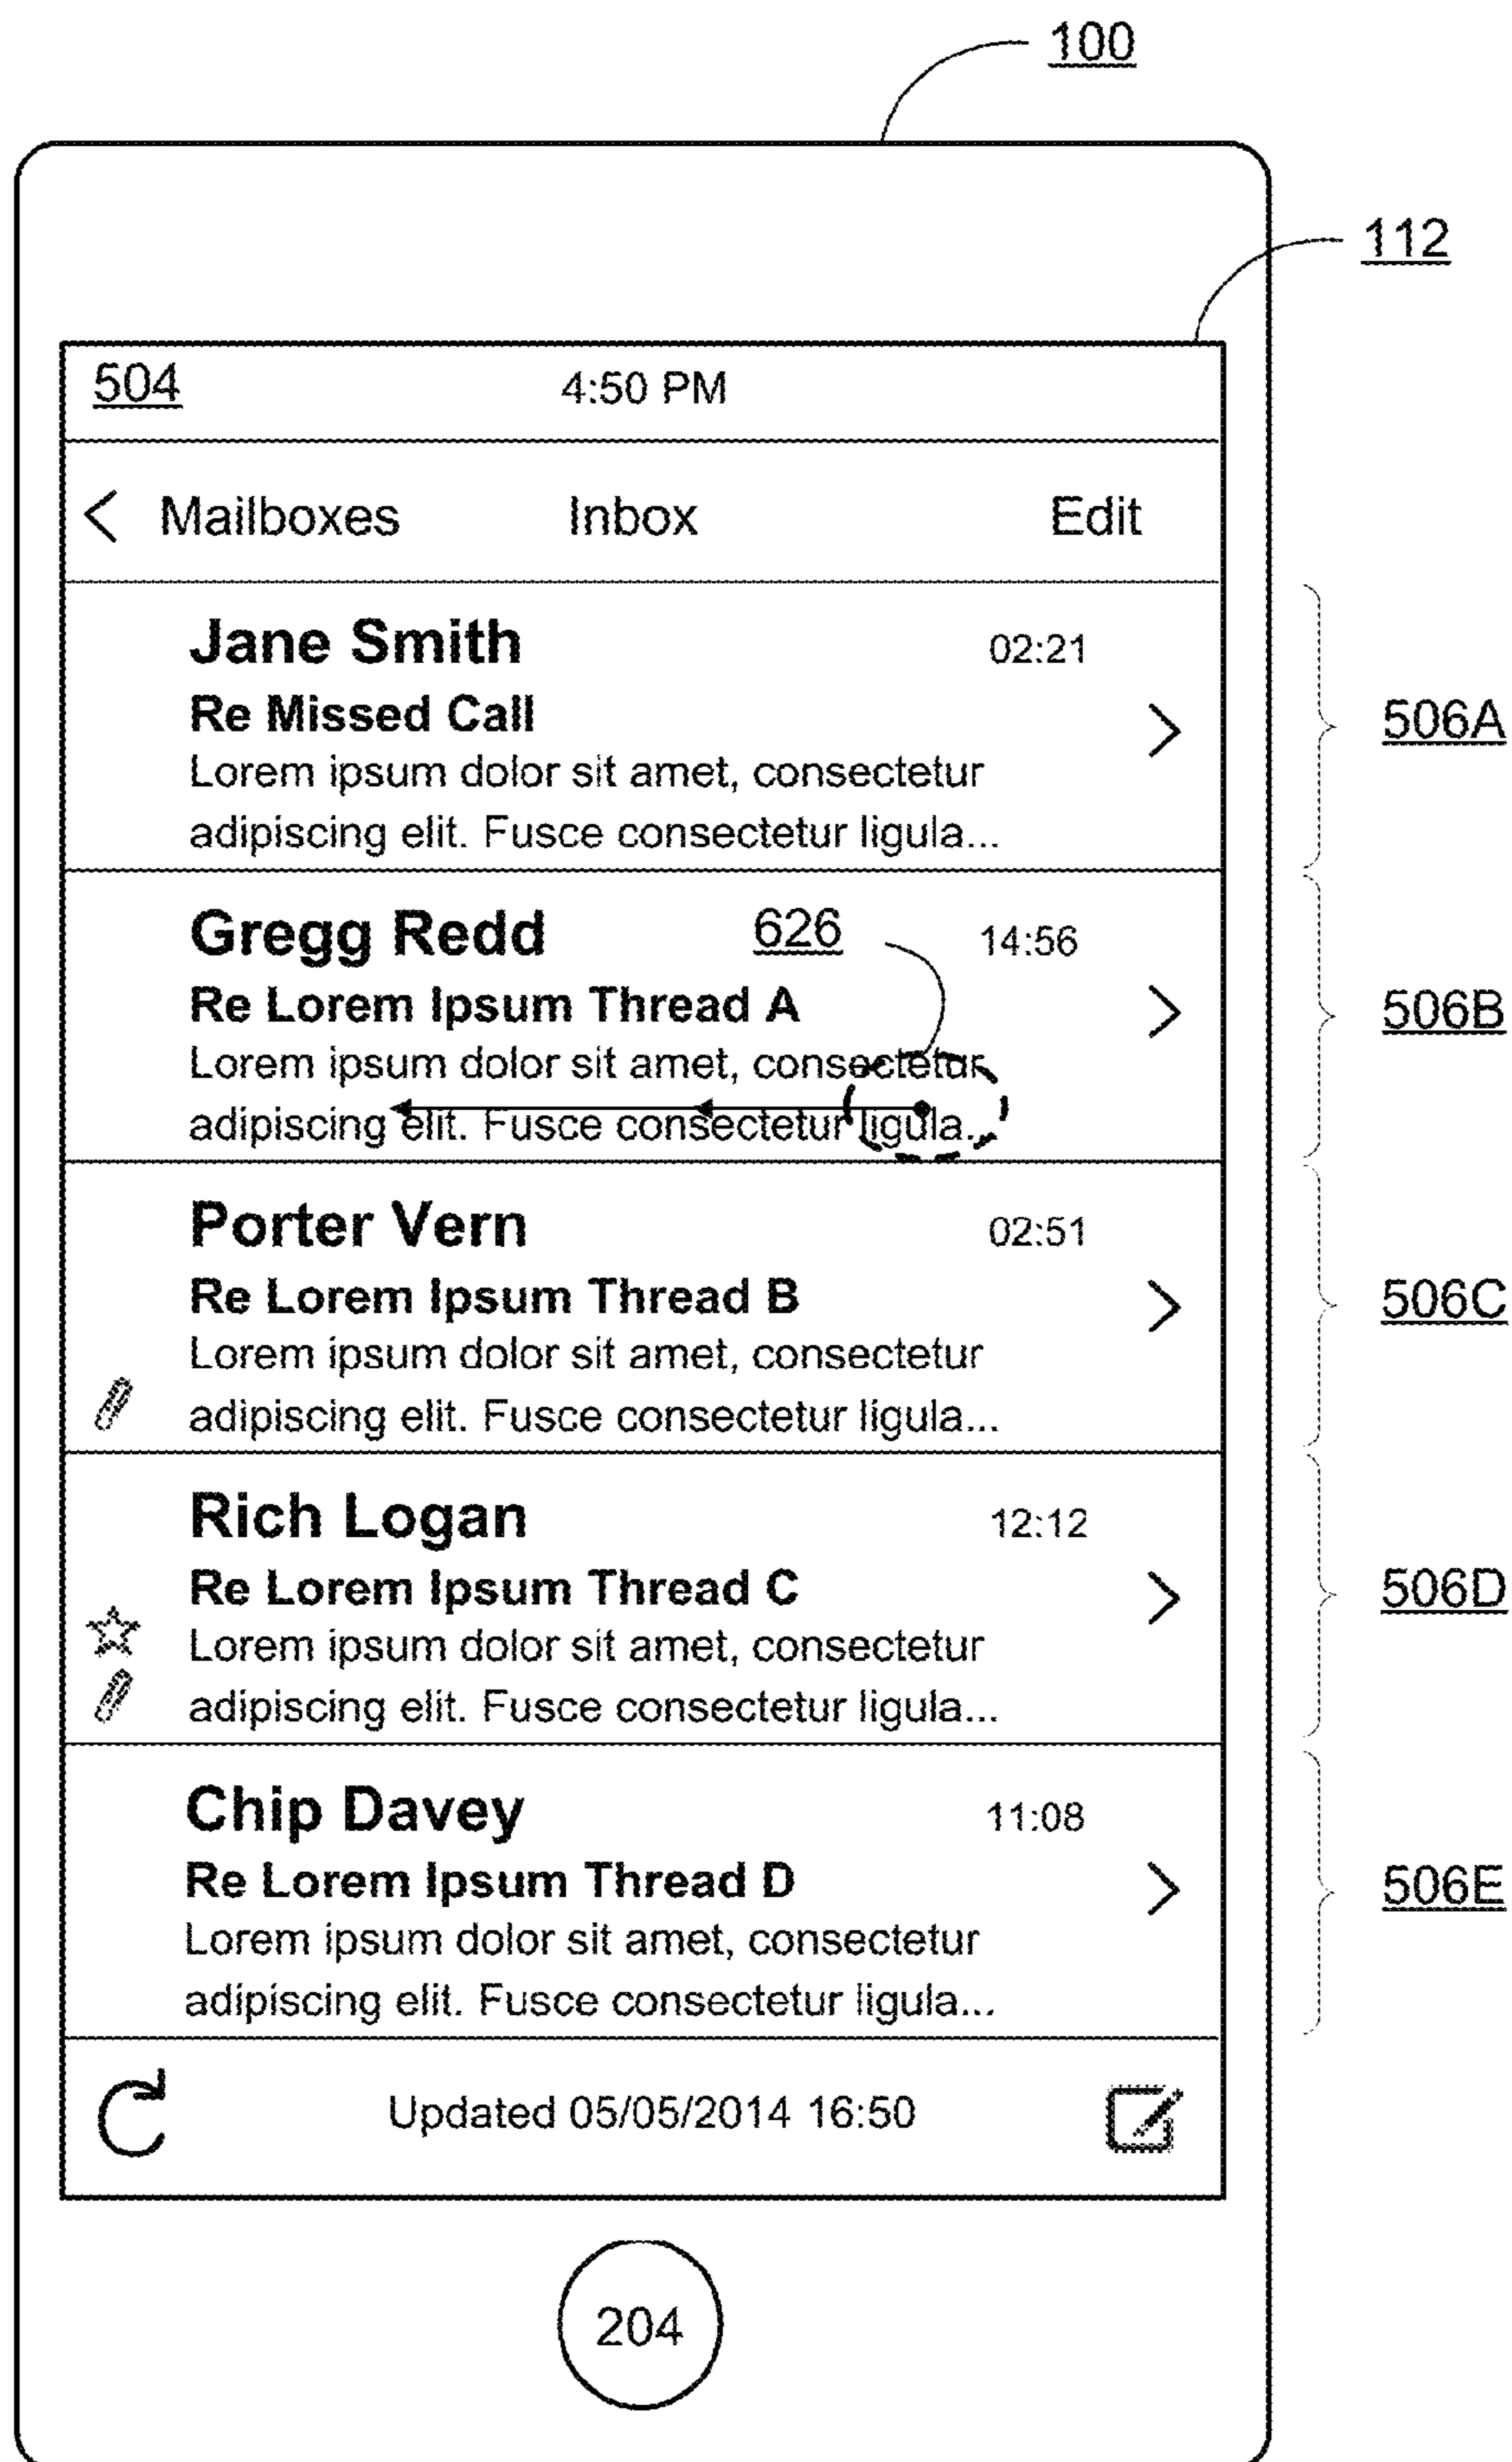 100
112
504 4:50 PM
< Mailboxes Inbox Edit
Jane Smith 02:21
Re Missed Call
506A
Lorem ipsum dolor sit amet, consectetur
adipiscing elit. Fusce consectetur ligula...
Gregg Redd 626 14:56
Re Lorem Ipsum Thread A
506B
Lorem ipsum dolor sit amet, consectetur
adipiscing elit. Fusce consectetur ligula...
Porter Vern 02:51
Re Lorem Ipsum Thread B
506C
Lorem ipsum dolor sit amet, consectetur
adipiscing elit. Fusce consectetur ligula...
Rich Logan 12:12
Re Lorem Ipsum Thread C
506D
Lorem ipsum dolor sit amet, consectetur
adipiscing elit. Fusce consectetur ligula...
Chip Davey 11:08
Re Lorem Ipsum Thread D
506E
Lorem ipsum dolor sit amet, consectetur
adipiscing elit. Fusce consectetur ligula...
Updated 05/05/2014 16:50
204